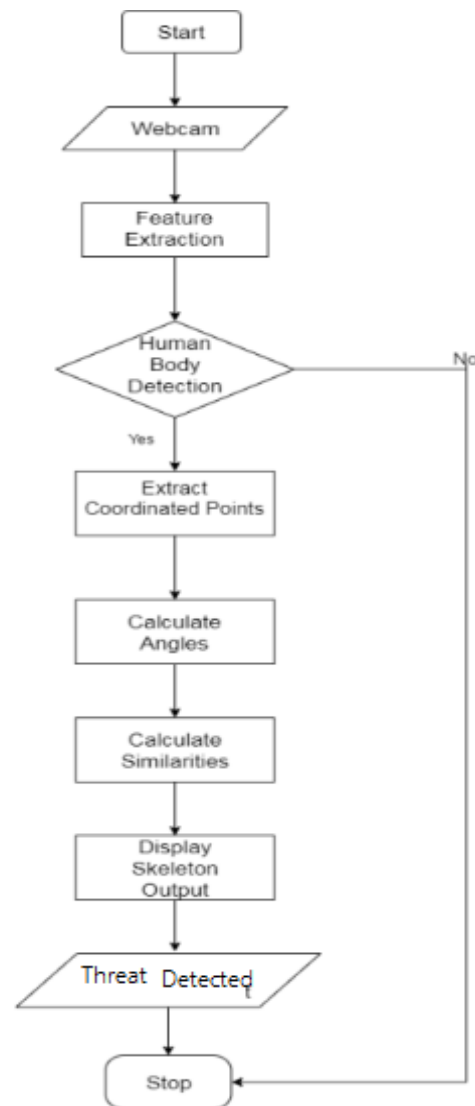 Start
Webcam
Feature
Extraction
Human
Body
Detection
No
Yes
Extract
Coordinated Points
Calculate
Angles
Calculate
Similarities
Display
Skeleton
Output
Threat Detected
t
Stop